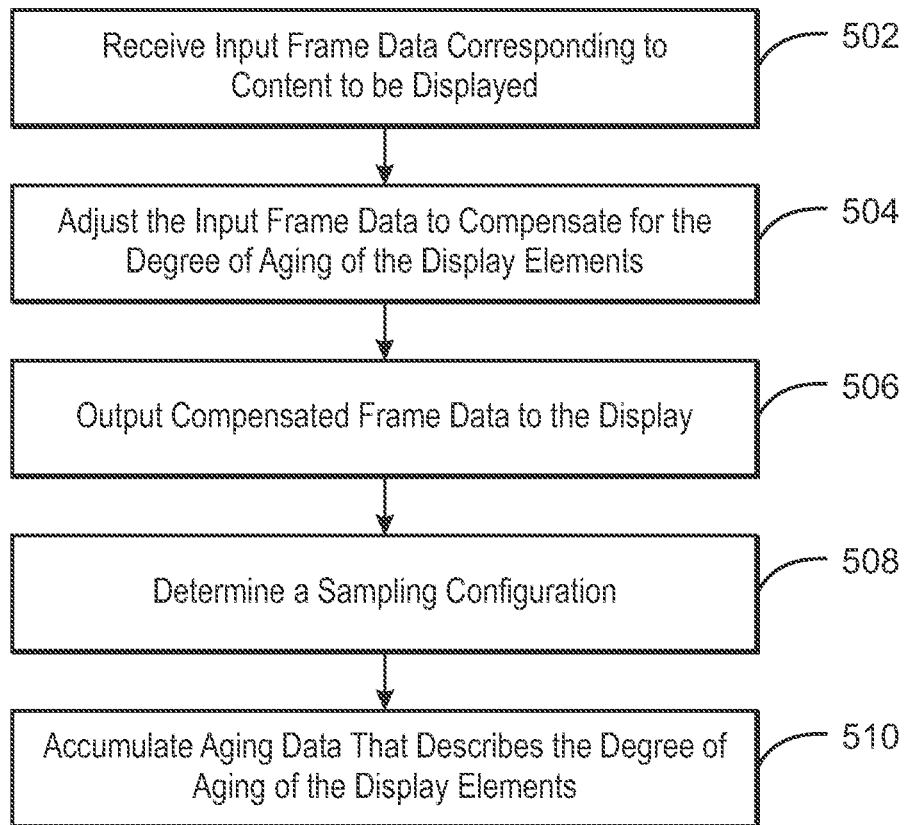 Receive Input Frame Data Corresponding to
Content to be Displayed
502
Adjust the Input Frame Data to Compensate for the
Degree of Aging of the Display Elements
504
Output Compensated Frame Data to the Display
506
Determine a Sampling Configuration
508
Accumulate Aging Data That Describes the Degree of
Aging of the Display Elements
510